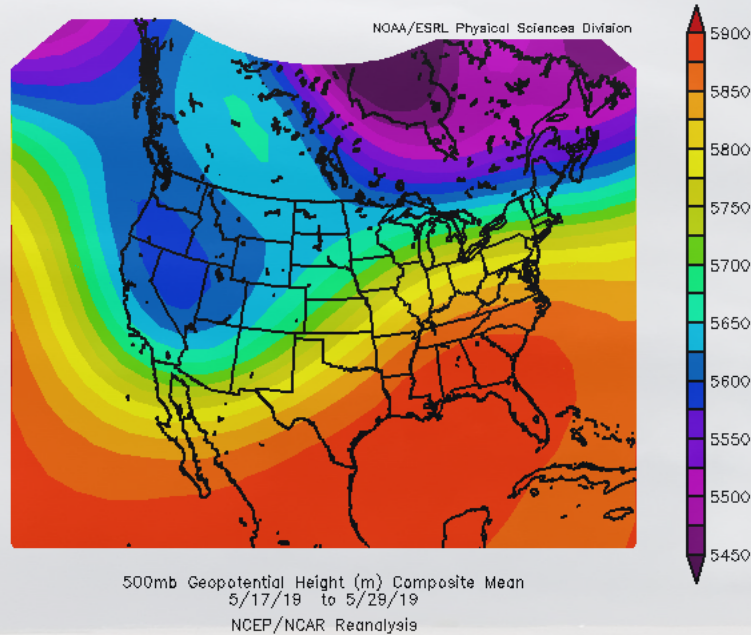 NOAA/ESRL Physical Sciences Division
5900
5850
5800
5750
5700
5650
5600
5550
5500
5450
500mb Geopotential Height (m) Composite Mean
5/17/19 to 5/29/19
NCEP/NCAR Reanalysis